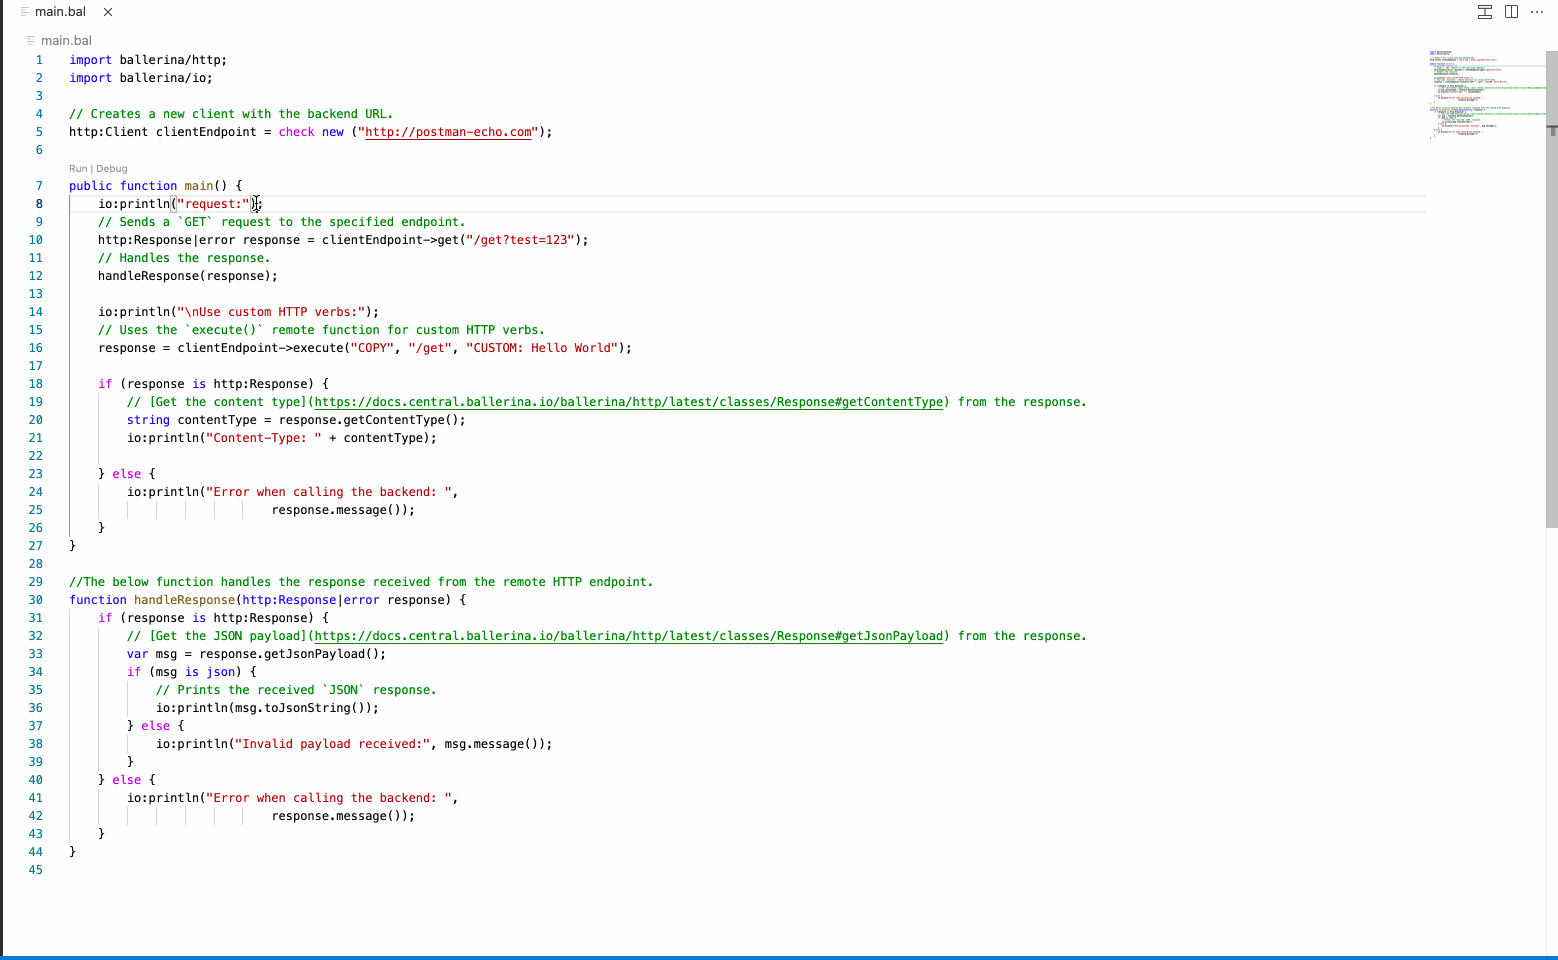 main.bal
main.bal
1 import ballerina/http;
2 import ballerina/io;
3
4 // Creates a new client with the backend URL.
5 http:Client clientEndpoint = check new ("http://postman-echo.com");
6
Run | Debug
7 public function main() {
8 io:println("request:");
9 // Sends a `GET` request to the specified endpoint.
10 http:Response|error response = clientEndpoint->get("/get?test=123");
11 // Handles the response.
12 handleResponse(response);
13
14 io:println("\nUse custom HTTP verbs:");
15 // Uses the `execute()` remote function for custom HTTP verbs.
16 response = clientEndpoint->execute("COPY", "/get", "CUSTOM: Hello World");
17
18 if (response is http:Response) {
19 // [Get the content type](https://docs.central.ballerina.io/ballerina/http/latest/classes/Response#getContentType) from the response.
20 string contentType = response.getContentType();
21 io:println("Content-Type: " + contentType);
22
23 } else {
24 io:println("Error when calling the backend: ",
25 response.message());
26 }
27 }
28
29 //The below function handles the response received from the remote HTTP endpoint.
30 function handleResponse(http:Response|error response) {
31 if (response is http:Response) {
32 // [Get the JSON payload](https://docs.central.ballerina.io/ballerina/http/latest/classes/Response#getJsonPayload) from the response.
33 var msg = response.getJsonPayload();
34 if (msg is json) {
35 // Prints the received `JSON` response.
36 io:println(msg.toJsonString());
37 } else {
38 io:println("Invalid payload received:", msg.message());
39 }
40 } else {
41 io:println("Error when calling the backend: ",
42 response.message());
43 }
44 }
45